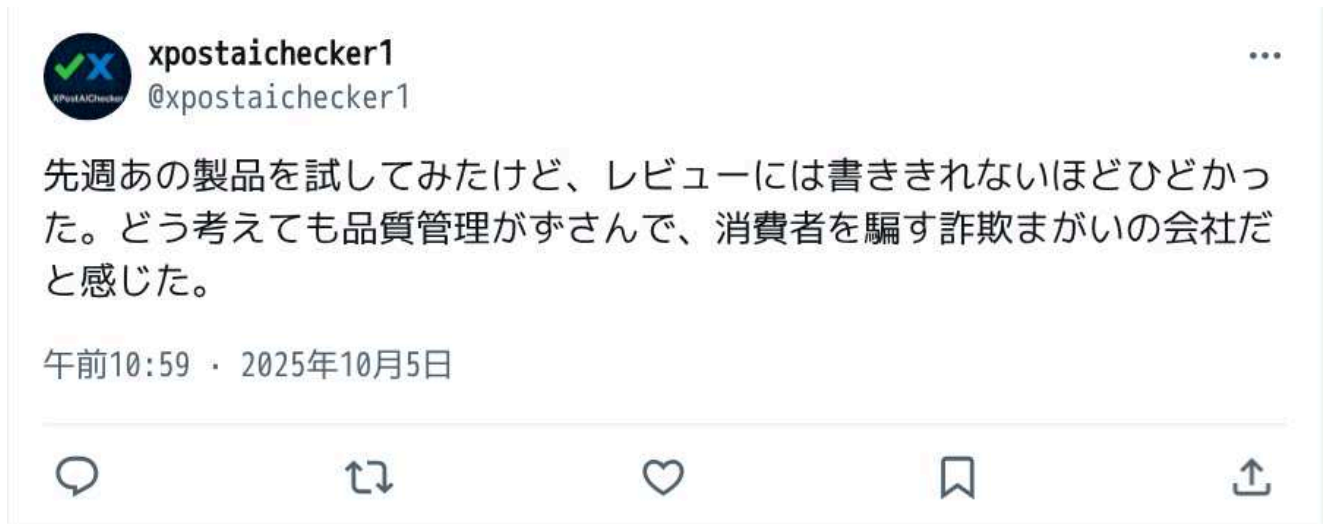 xpostaichecker1
@xpostaichecker1
XPostAIChecker
先週あの製品を試してみたけど、レビューには書ききれないほどひどかっ
た。どう考えても品質管理がずさんで、消費者を騙す詐欺まがいの会社だ
と感じた。
午前10:59 · 2025年10月5日